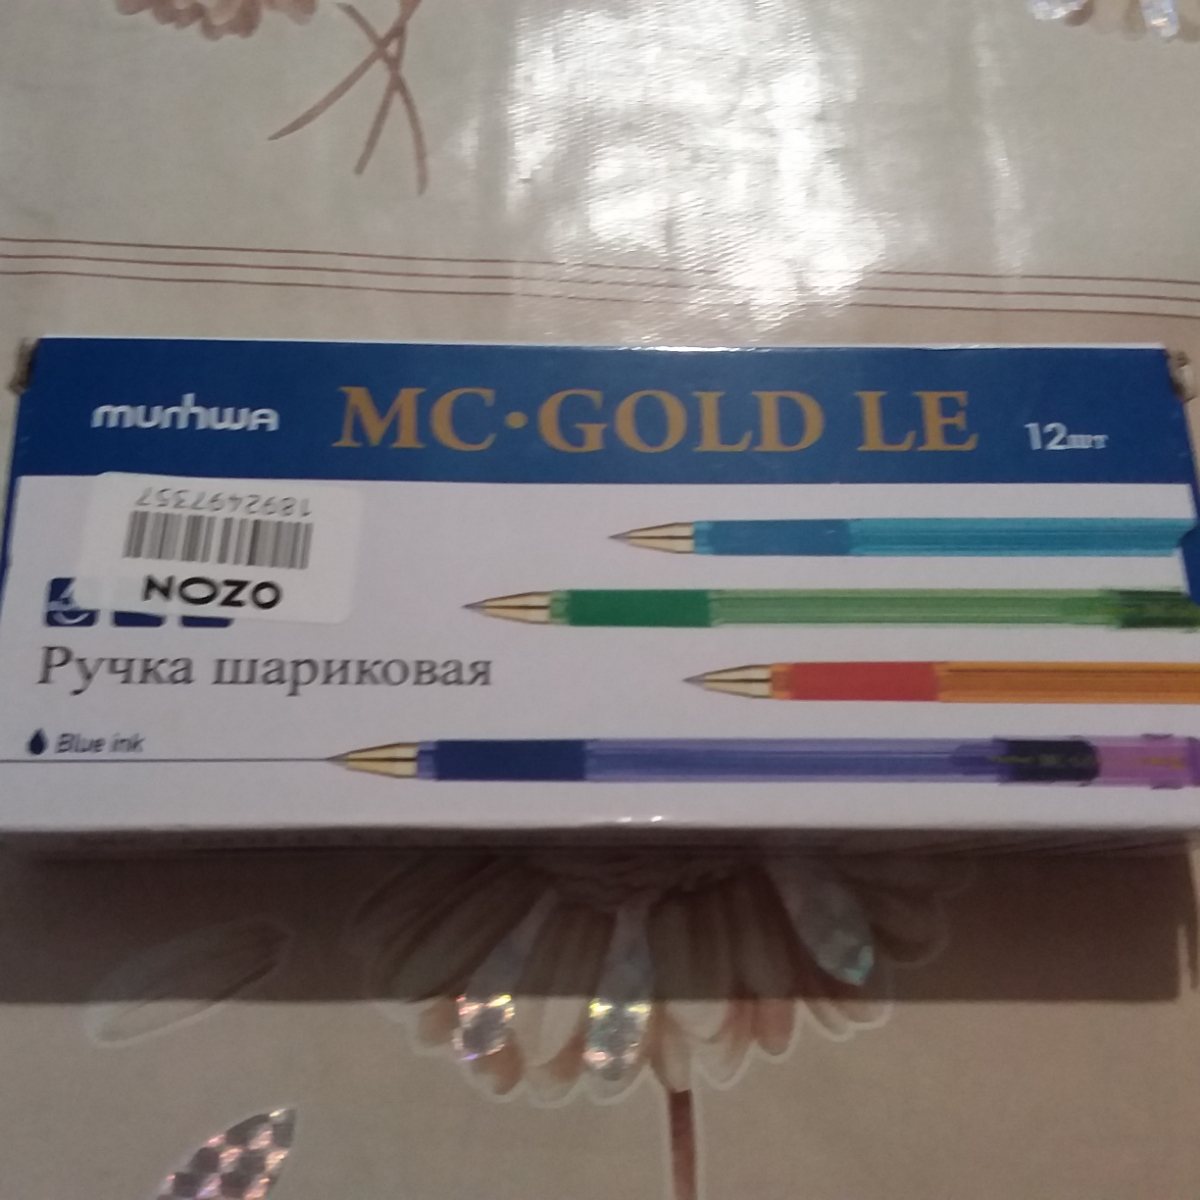 munhwa MC·GOLD LE 12шт
1892497357
OZON
Ручка шариковая
Blue ink